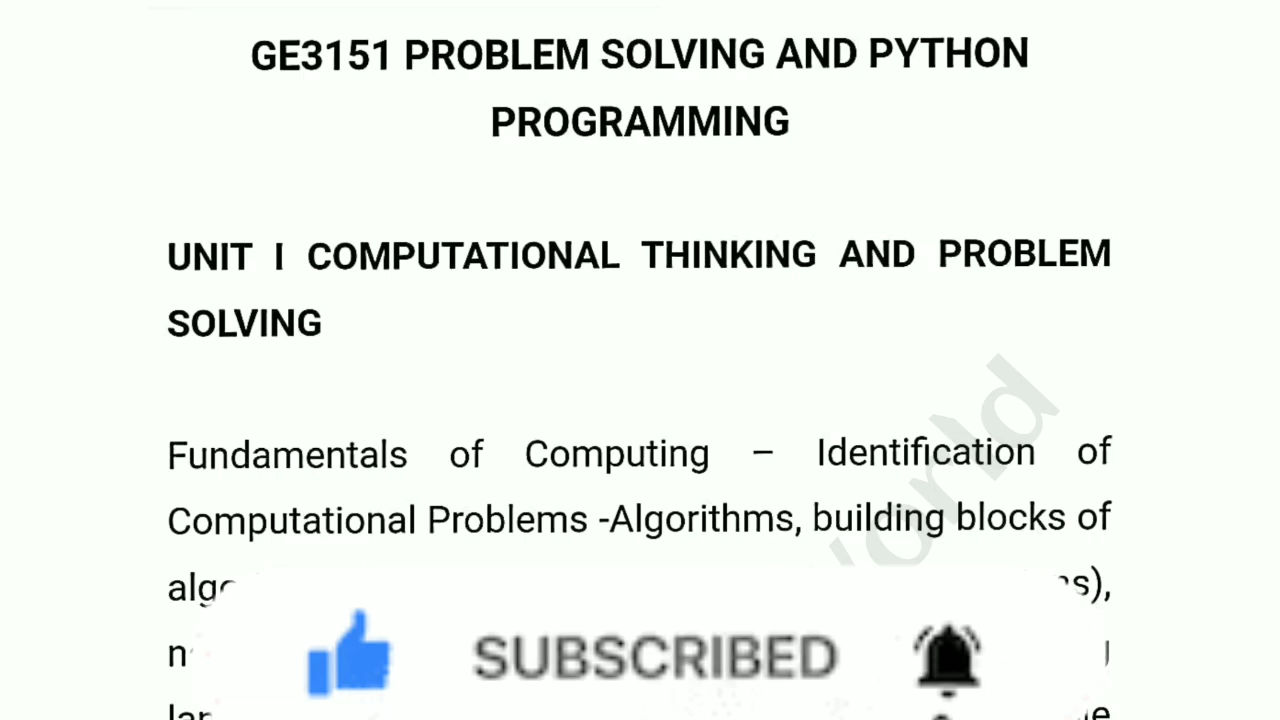 GE3151 PROBLEM SOLVING AND PYTHON
PROGRAMMING
UNIT I COMPUTATIONAL THINKING AND PROBLEM
SOLVING
Fundamentals of Computing – Identification of
Computational Problems -Algorithms, building blocks of
SUBSCRIBED